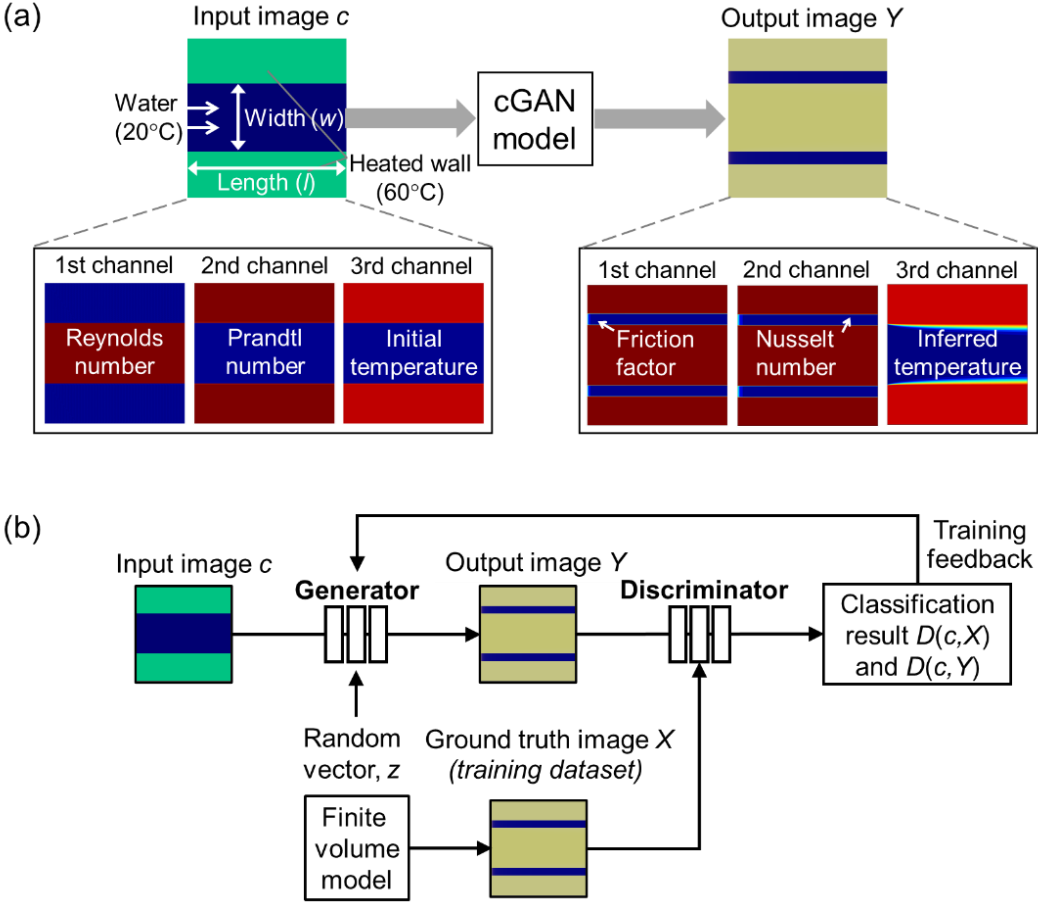 (a)
Input image c
Output image Y
Water
(20°C)
Width (w)
Length (l)
Heated wall
(60°C)
cGAN
model
1st channel
2nd channel
3rd channel
Reynolds
number
Prandtl
number
Initial
temperature
1st channel
2nd channel
3rd channel
Friction
factor
Nusselt
number
Inferred
temperature
(b)
Training
feedback
Input image c
Generator
Output image Y
Discriminator
Classification
result D(c,X)
and D(c,Y)
Random
vector, z
Ground truth image X
(training dataset)
Finite
volume
model